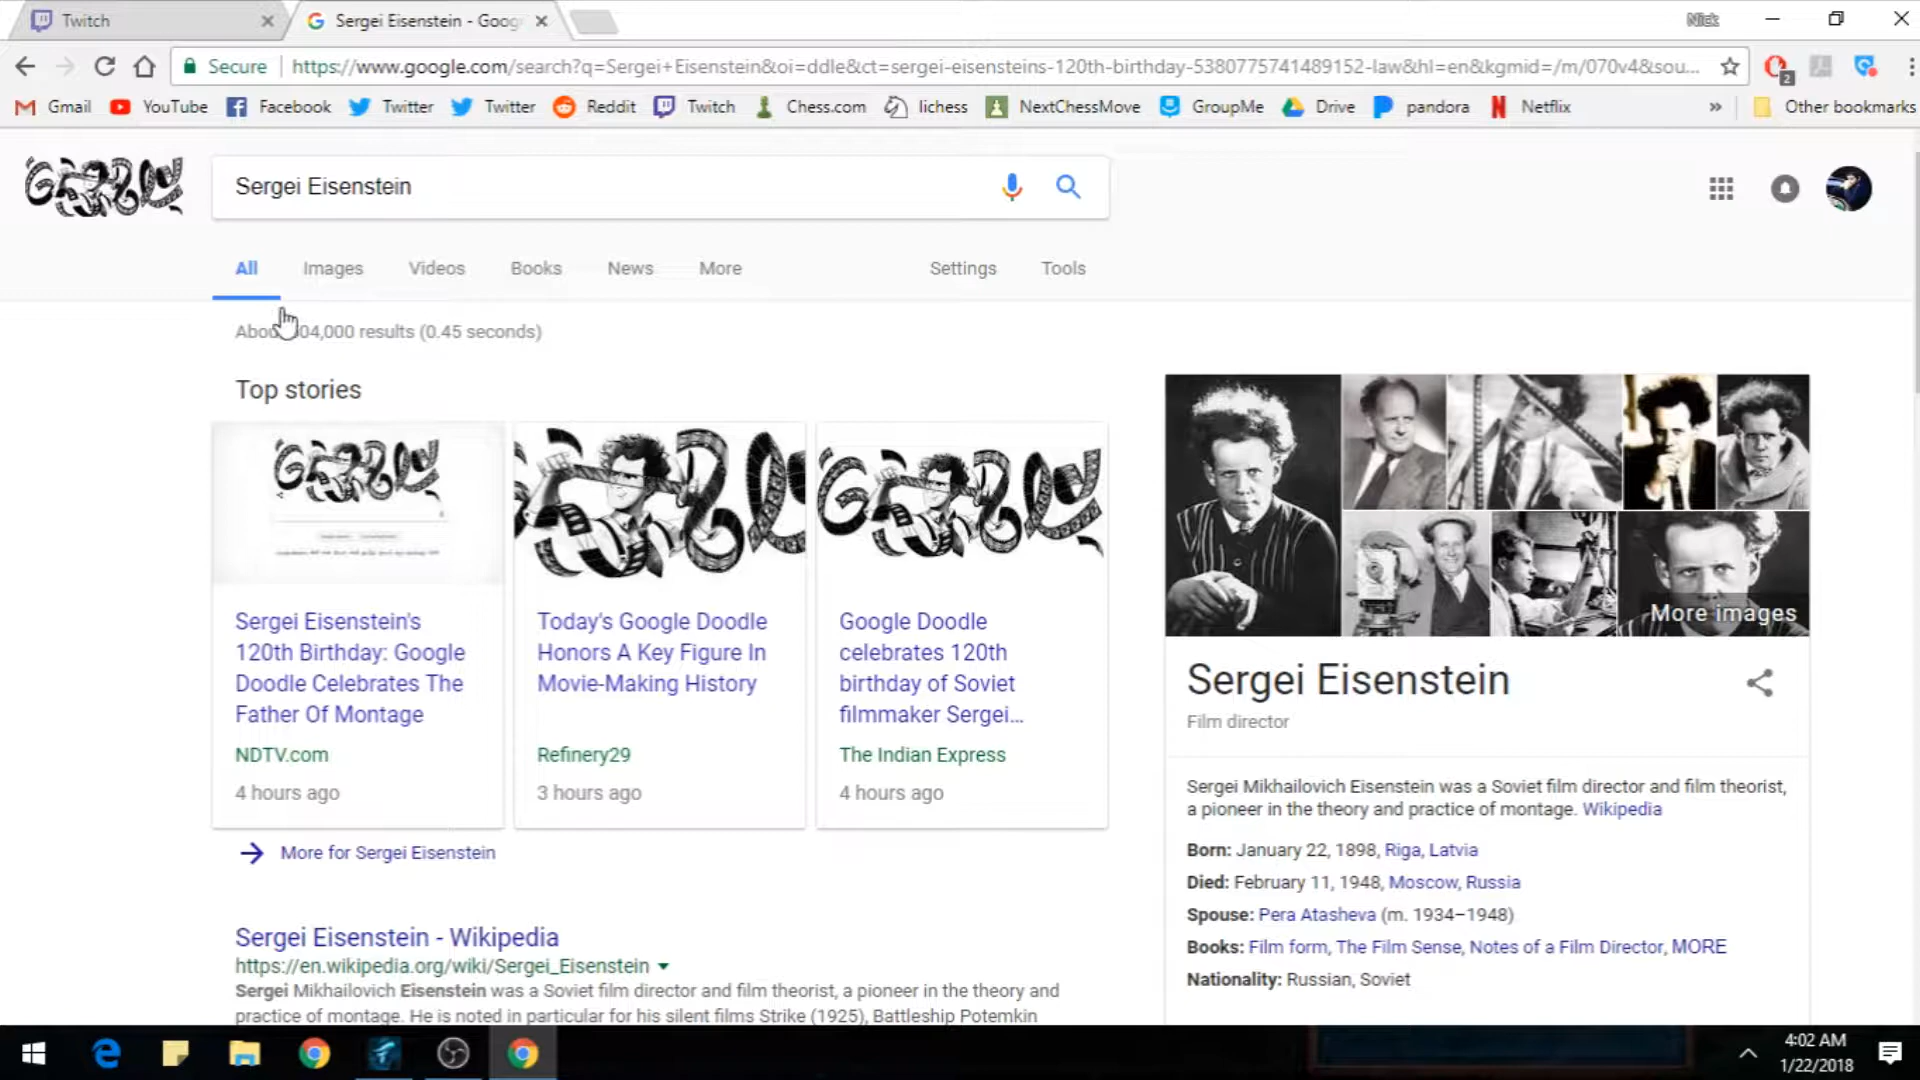 Twitch
Sergei Eisenstein - Goog
Nick
Secure
https://www.google.com/search?q=Sergei+Eisenstein&oi=ddle&ct=sergei-eisensteins-120th-birthday-5380775741489152-law&hl=en&kgmid=/m/070v4&sou...
2
Gmail YouTube Facebook Twitter Twitter Reddit Twitch Chess.com lichess NextChessMove GroupMe Drive pandora Netflix » Other bookmarks
Sergei Eisenstein
All Images Videos Books News More Settings Tools
04,000 results (0.45 seconds)
Top stories
Sergei Eisenstein's
120th Birthday: Google
Doodle Celebrates The
Father Of Montage
NDTV.com
4 hours ago
Today's Google Doodle
Honors A Key Figure In
Movie-Making History
Refinery29
3 hours ago
Google Doodle
celebrates 120th
birthday of Soviet
filmmaker Sergei...
The Indian Express
4 hours ago
More for Sergei Eisenstein
Sergei Eisenstein - Wikipedia
https://en.wikipedia.org/wiki/Sergei_Eisenstein
Sergei Mikhailovich Eisenstein was a Soviet film director and film theorist, a pioneer in the theory and
practice of montage. He is noted in particular for his silent films Strike (1925), Battleship Potemkin
More images
Sergei Eisenstein
Film director
Sergei Mikhailovich Eisenstein was a Soviet film director and film theorist,
a pioneer in the theory and practice of montage. Wikipedia
Born: January 22, 1898, Riga, Latvia
Died: February 11, 1948, Moscow, Russia
Spouse: Pera Atasheva (m. 1934–1948)
Books: Film form, The Film Sense, Notes of a Film Director, MORE
Nationality: Russian, Soviet
4:02 AM
1/22/2018